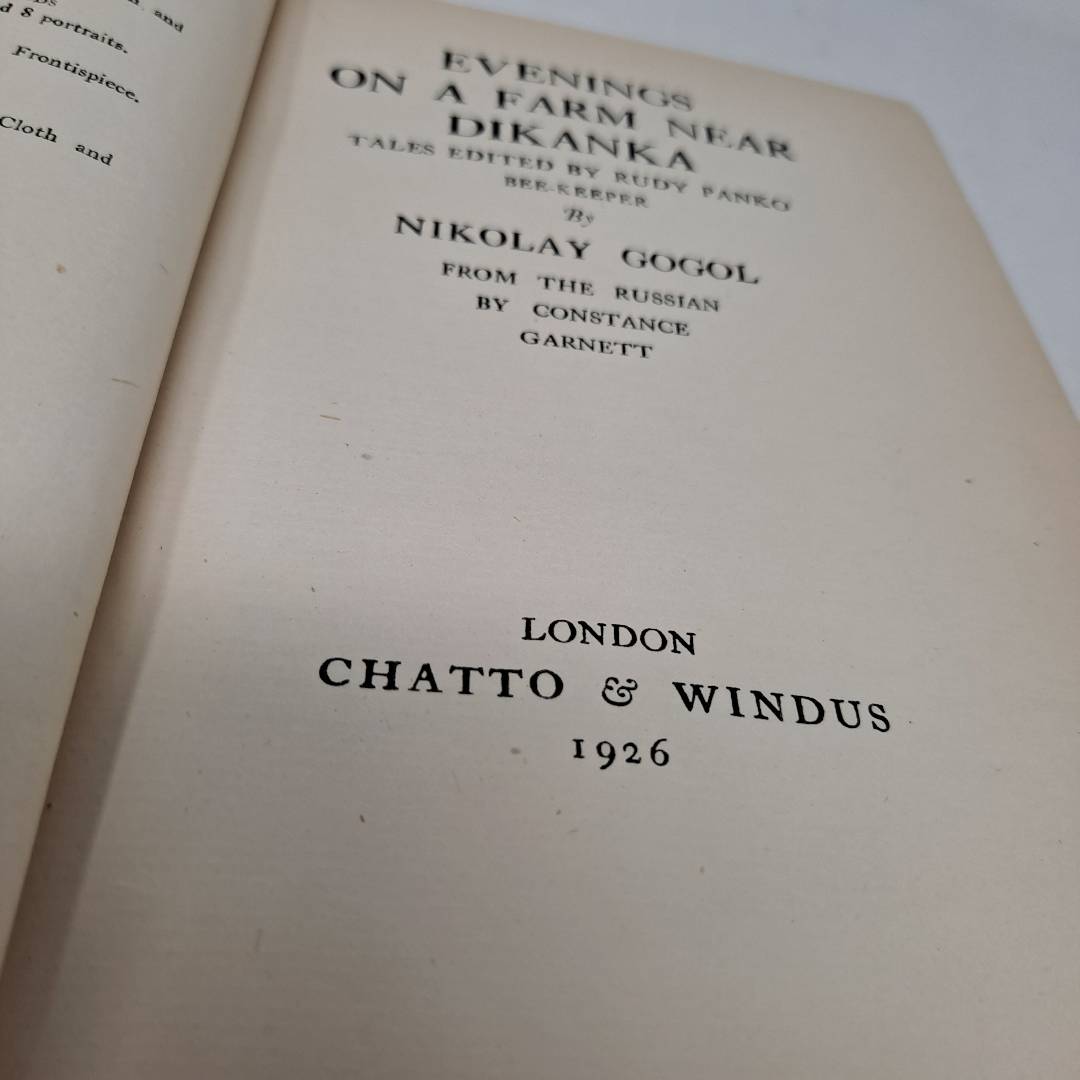 and
d 8 portraits.
Frontispiece.
Cloth and
EVENINGS
ON A FARM NEAR
DIKANKA
TALES EDITED BY RUDY PANKO
BEE-KEEPER
By
NIKOLAY GOGOL
FROM THE RUSSIAN
BY CONSTANCE
GARNETT
LONDON
CHATTO & WINDUS
1926